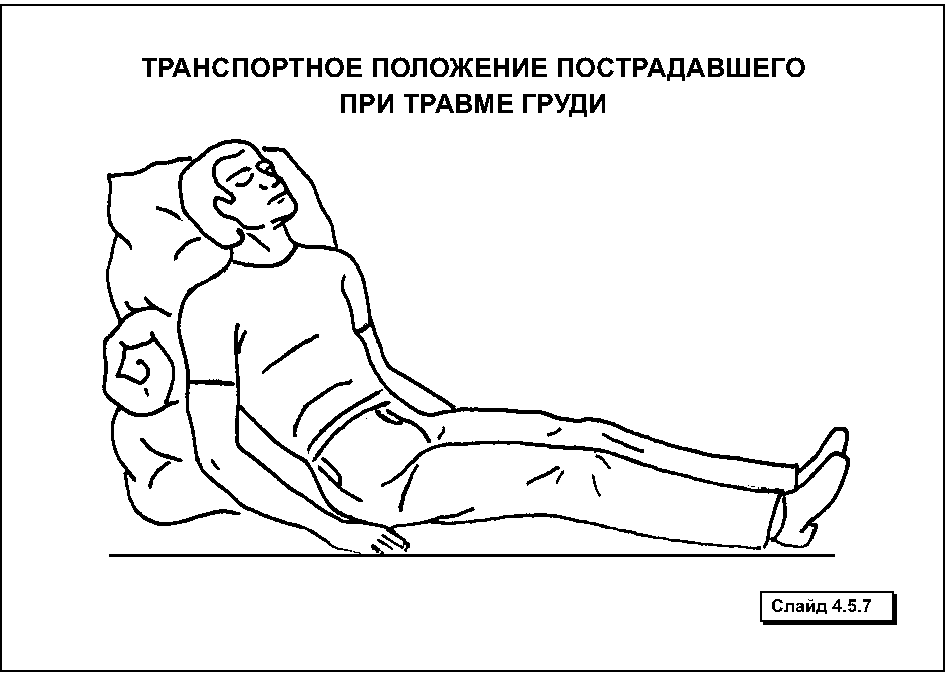 ТРАНСПОРТНОЕ ПОЛОЖЕНИЕ ПОСТРАДАВШЕГО
ПРИ ТРАВМЕ ГРУДИ
Слайд 4.5.7